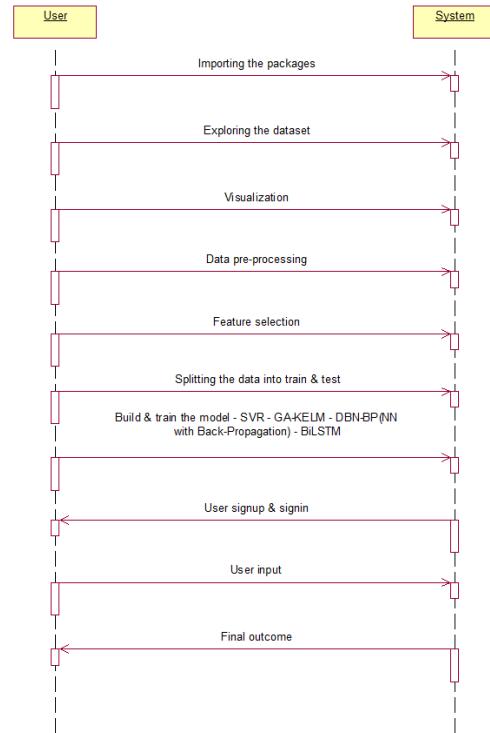 User
System
Importing the packages
Exploring the dataset
Visualization
Data pre-processing
Feature selection
Splitting the data into train & test
Build & train the model - SVR - GA-KELM - DBN-BP(NN
with Back-Propagation) - BiLSTM
User signup & signin
User input
Final outcome